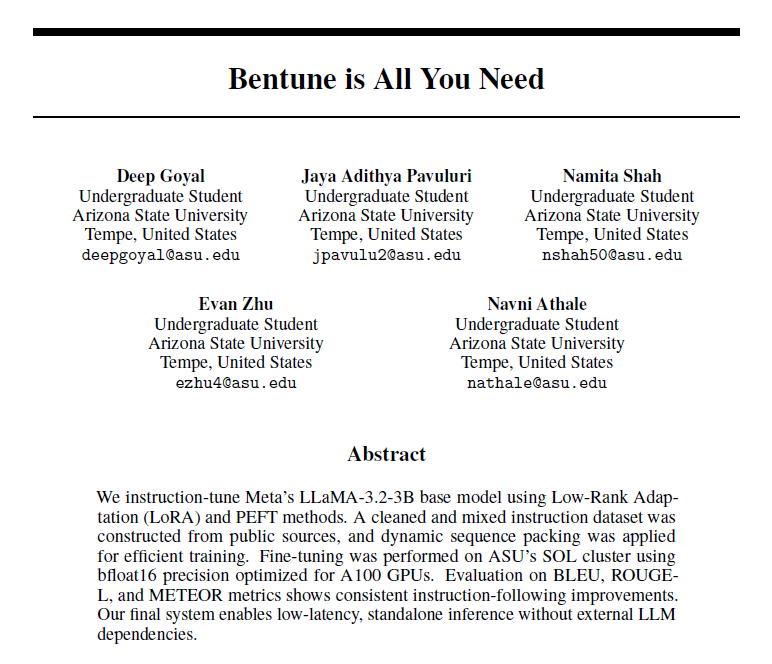 Bentune is All You Need
Deep Goyal
Undergraduate Student
Arizona State University
Tempe, United States
deepgoyal@asu.edu
Jaya Adithya Pavuluri
Undergraduate Student
Arizona State University
Tempe, United States
jpavulu2@asu.edu
Namita Shah
Undergraduate Student
Arizona State University
Tempe, United States
nshah50@asu.edu
Evan Zhu
Undergraduate Student
Arizona State University
Tempe, United States
ezhu4@asu.edu
Navni Athale
Undergraduate Student
Arizona State University
Tempe, United States
nathale@asu.edu
Abstract
We instruction-tune Meta's LLaMA-3.2-3B base model using Low-Rank Adap-
tation (LoRA) and PEFT methods. A cleaned and mixed instruction dataset was
constructed from public sources, and dynamic sequence packing was applied
for efficient training. Fine-tuning was performed on ASU's SOL cluster using
bfloat16 precision optimized for A100 GPUs. Evaluation on BLEU, ROUGE-
L, and METEOR metrics shows consistent instruction-following improvements.
Our final system enables low-latency, standalone inference without external LLM
dependencies.